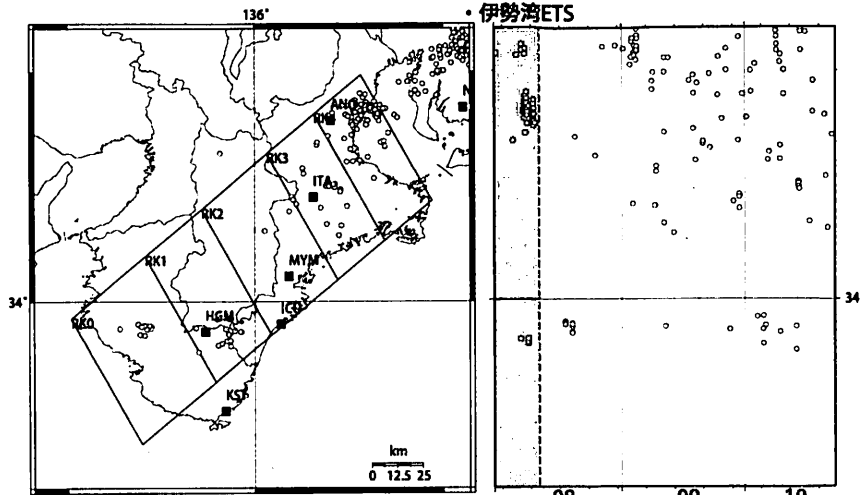 136°
・伊勢湾ETS
N
ANO
RK3
ITA
RK2
MYM
RK1
34°
34
ICU
HGM
RK0
KST
km
0 12.5 25